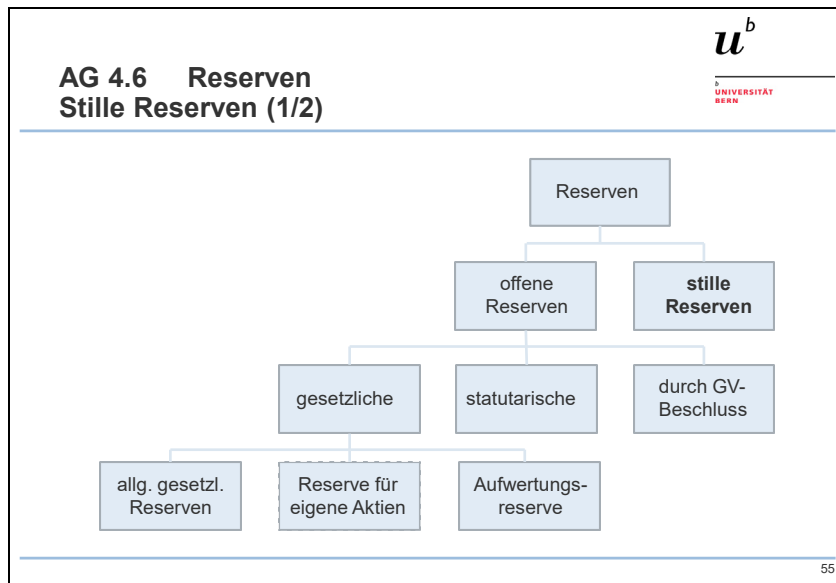 u^b
b
UNIVERSITÄT
BERN
AG 4.6 Reserven
Stille Reserven (1/2)
Reserven
offene
Reserven
stille
Reserven
gesetzliche
statutarische
durch GV-
Beschluss
allg. gesetzl.
Reserven
Reserve für
eigene Aktien
Aufwertungs-
reserve
55